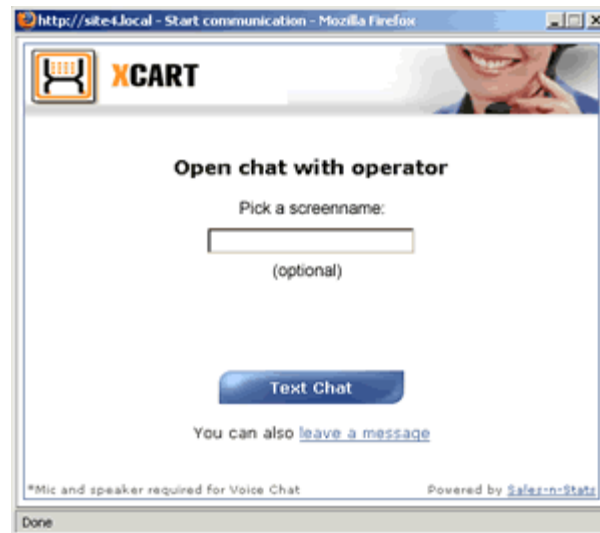 http://site4.local - Start communication - Mozilla Firefox
XCART
Open chat with operator
Pick a screenname:
(optional)
Text Chat
You can also leave a message
*Mic and speaker required for Voice Chat
Powered by Sales-n-Stats
Done